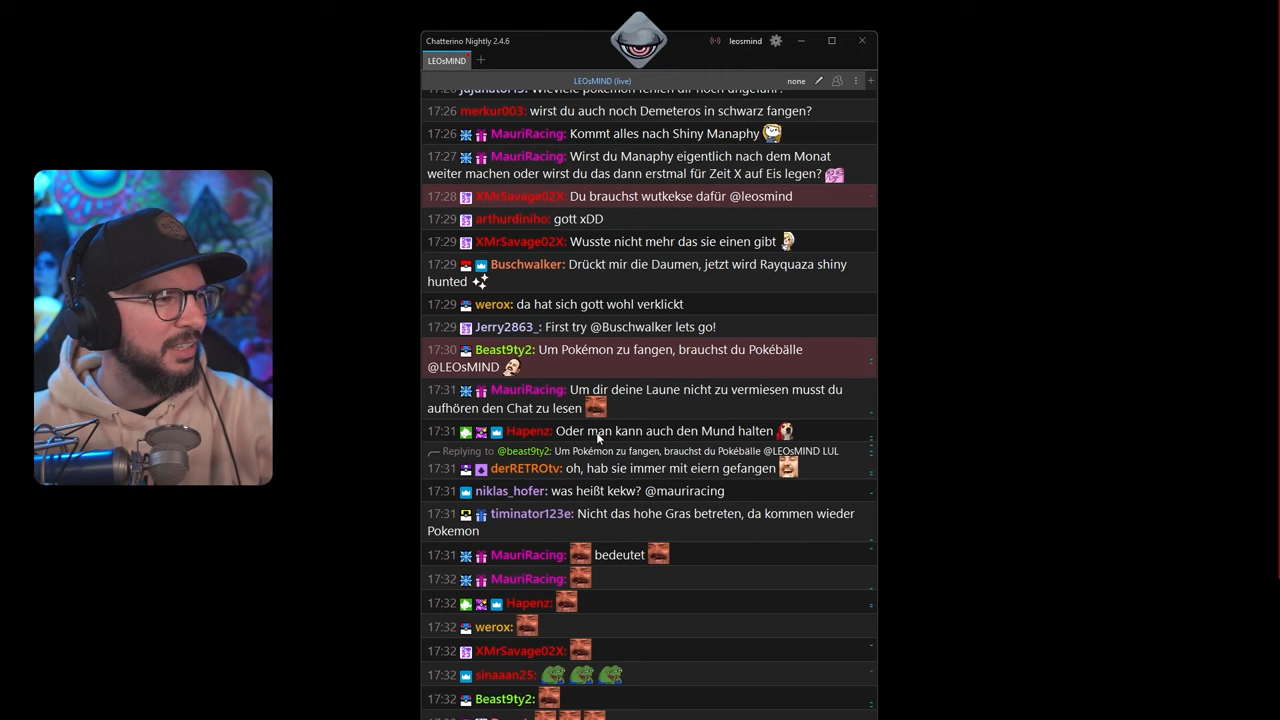 Chatterino Nightly 2.4.6
leosmind
LEOsMIND
LEOsMIND (live)
none
merkur003: wirst du auch noch Demeteros in schwarz fangen?
17:26 MauriRacing: Kommt alles nach Shiny Manaphy
17:27 MauriRacing: Wirst du Manaphy eigentlich nach dem Monat
weiter machen oder wirst du das dann erstmal für Zeit X auf Eis legen?
17:28 XMrSavage02X: Du brauchst wutkekse dafür @leosmind
17:29 arthurdiniho: gott xDD
17:29 XMrSavage02X: Wusste nicht mehr das sie einen gibt
17:29 Buschwalker: Drückt mir die Daumen, jetzt wird Rayquaza shiny
hunted
17:29 werox: da hat sich gott wohl verklickt
17:29 Jerry2863_: First try @Buschwalker lets go!
17:30 Beast9ty2: Um Pokémon zu fangen, brauchst du Pokébälle
@LEOsMIND
17:31 MauriRacing: Um dir deine Laune nicht zu vermiesen musst du
aufhören den Chat zu lesen
17:31 Hapenz: Oder man kann auch den Mund halten
Replying to @beast9ty2: Um Pokémon zu fangen, brauchst du Pokébälle @LEOsMIND LUL
17:31 derRETROtv: oh, hab sie immer mit eiern gefangen
17:31 niklas_hofer: was heißt kekw? @mauriracing
17:31 timinator123e: Nicht das hohe Gras betreten, da kommen wieder
Pokemon
17:31 MauriRacing: bedeutet
17:32 MauriRacing:
17:32 Hapenz:
17:32 werox:
17:32 XMrSavage02X:
17:32 sinaaan25:
17:32 Beast9ty2: